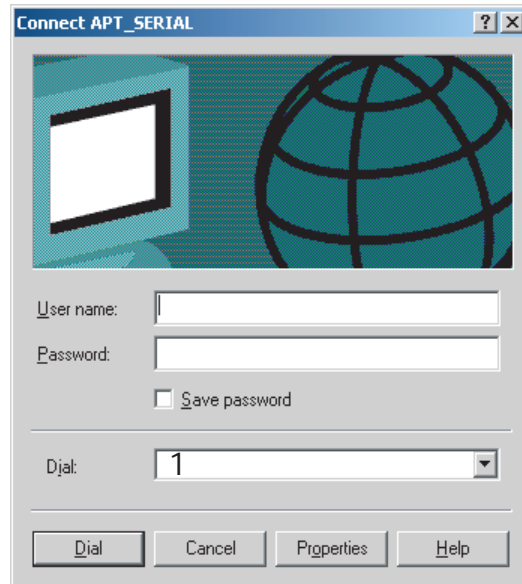 Connect APT_SERIAL
User name:
Password:
Save password
Dial: 1
Dial Cancel Properties Help